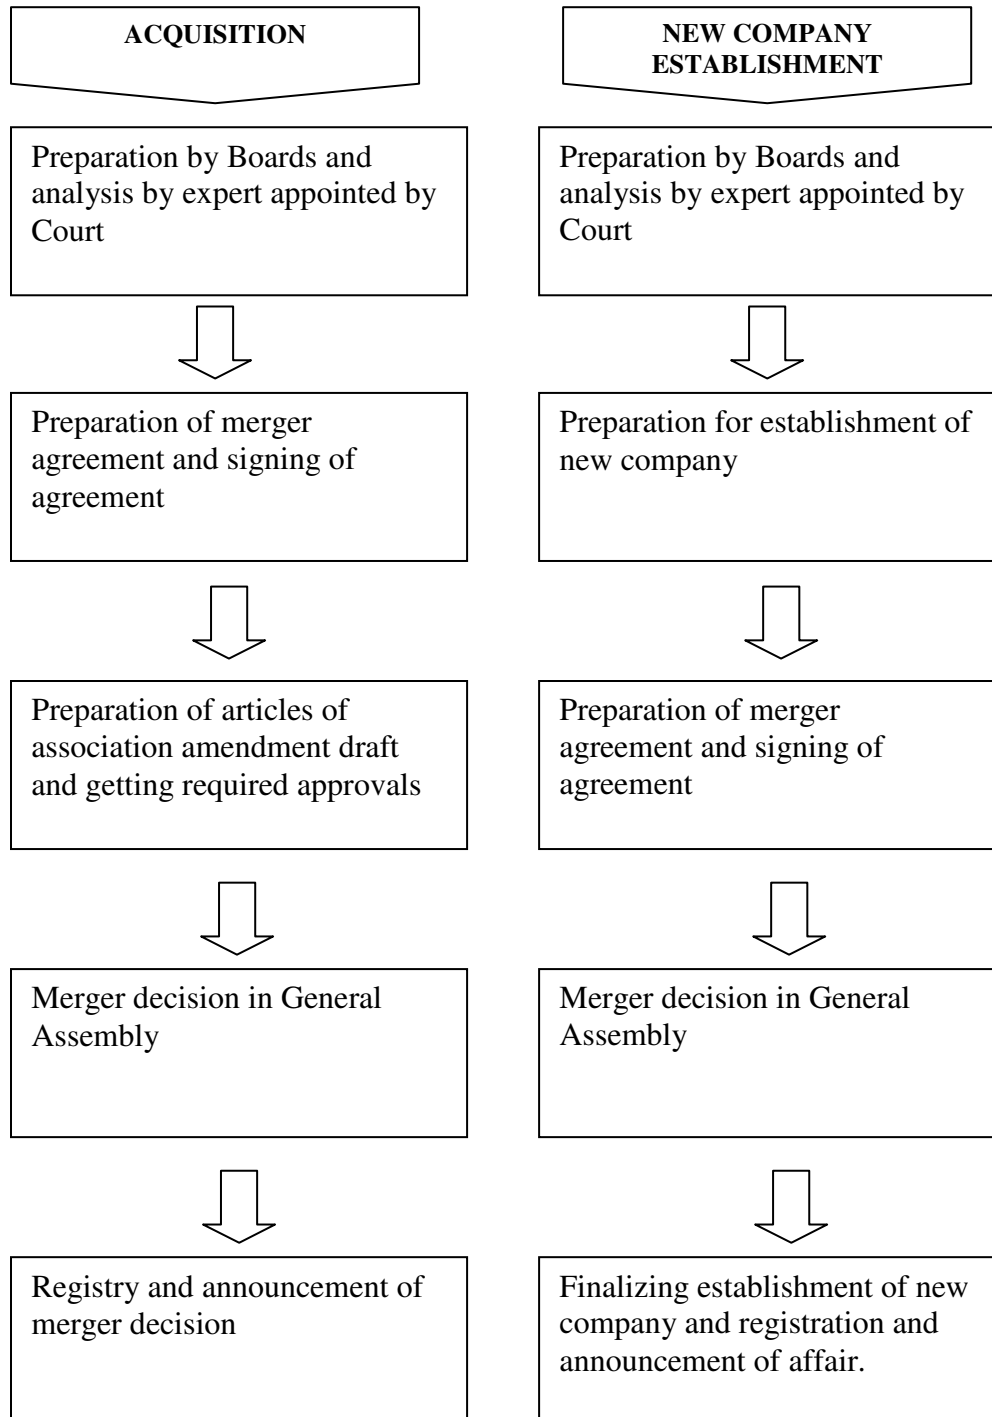 ACQUISITION
Preparation by Boards and
analysis by expert appointed by
Court
Preparation of merger
agreement and signing of
agreement
Preparation of articles of
association amendment draft
and getting required approvals
Merger decision in General
Assembly
Registry and announcement of
merger decision
NEW COMPANY
ESTABLISHMENT
Preparation by Boards and
analysis by expert appointed by
Court
Preparation for establishment of
new company
Preparation of merger
agreement and signing of
agreement
Merger decision in General
Assembly
Finalizing establishment of new
company and registration and
announcement of affair.